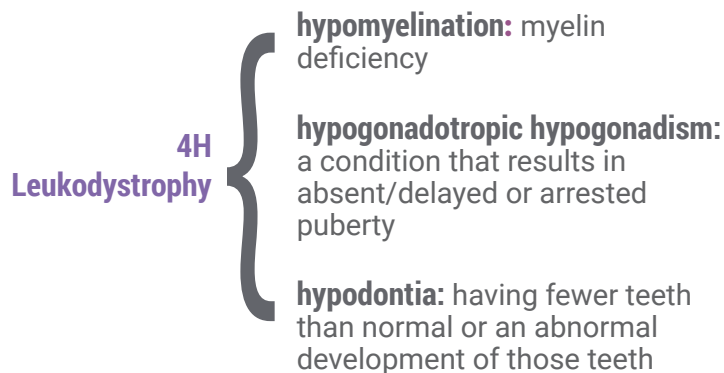 4H
Leukodystrophy
hypomyelination: myelin
deficiency
hypogonadotropic hypogonadism:
a condition that results in
absent/delayed or arrested
puberty
hypodontia: having fewer teeth
than normal or an abnormal
development of those teeth